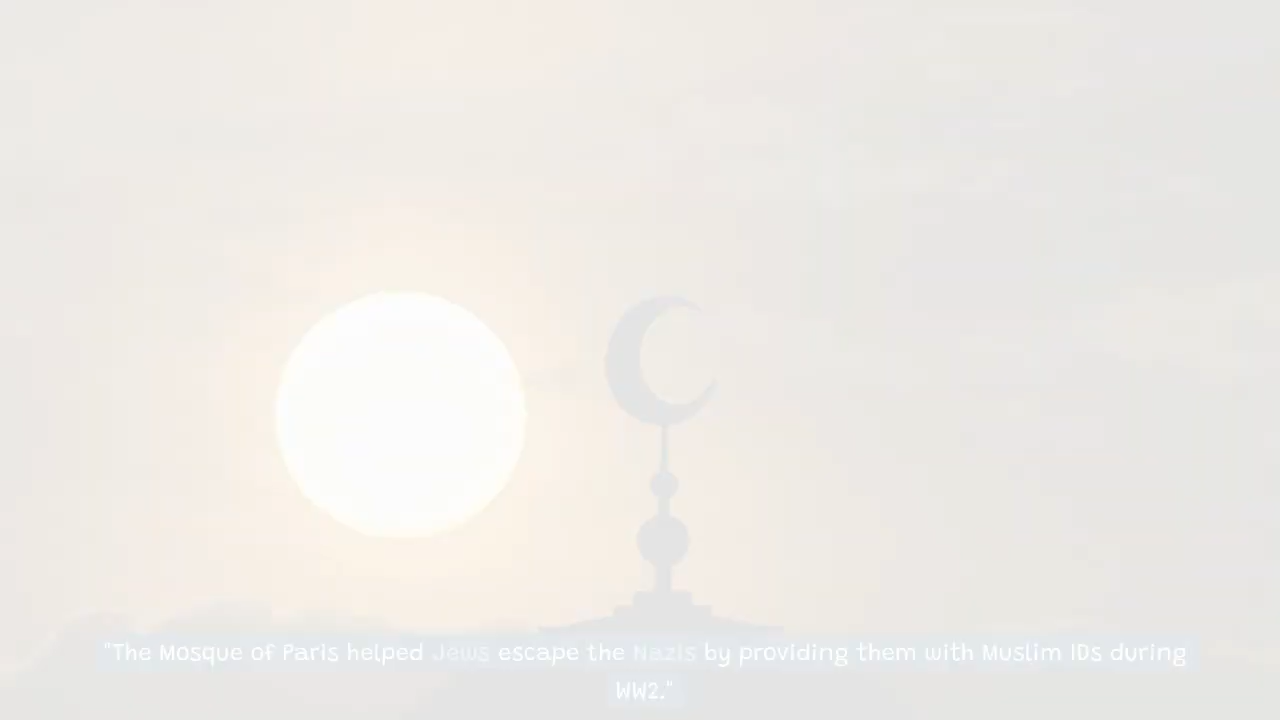 "The Mosque of Paris helped Jews escape the Nazis by providing them with Muslim IDs during
WW2."